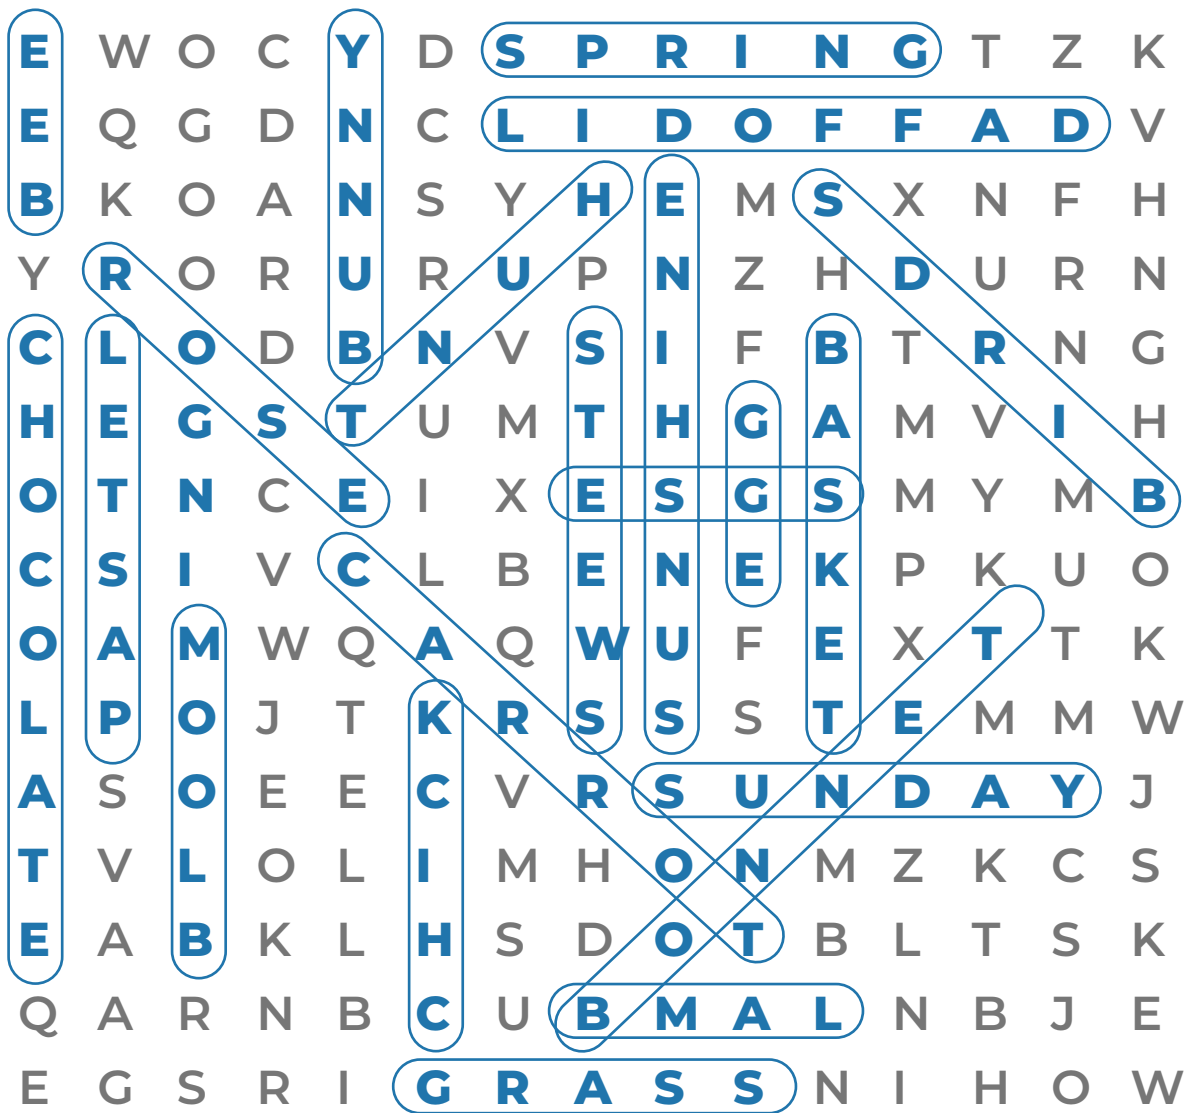 E W O C Y D S P R I N G T Z K
E Q G D N C L I D O F F A D V
B K O A N S Y H E M S X N F H
Y R O R U R U P N Z H D U R N
C L O D B N V S I F B T R N G
H E G S T U M T H G A M V I H
O T N C E I X E S G S M Y M B
C S I V C L B E N E K P K U O
O A M W Q A Q W U F E X T T K
L P O J T K R S S S T E M M W
A S O E E C V R S U N D A Y J
T V L O L I M H O N M Z K C S
E A B K L H S D O T B L T S K
Q A R N B C U B M A L N B J E
E G S R I G R A S S N I H O W